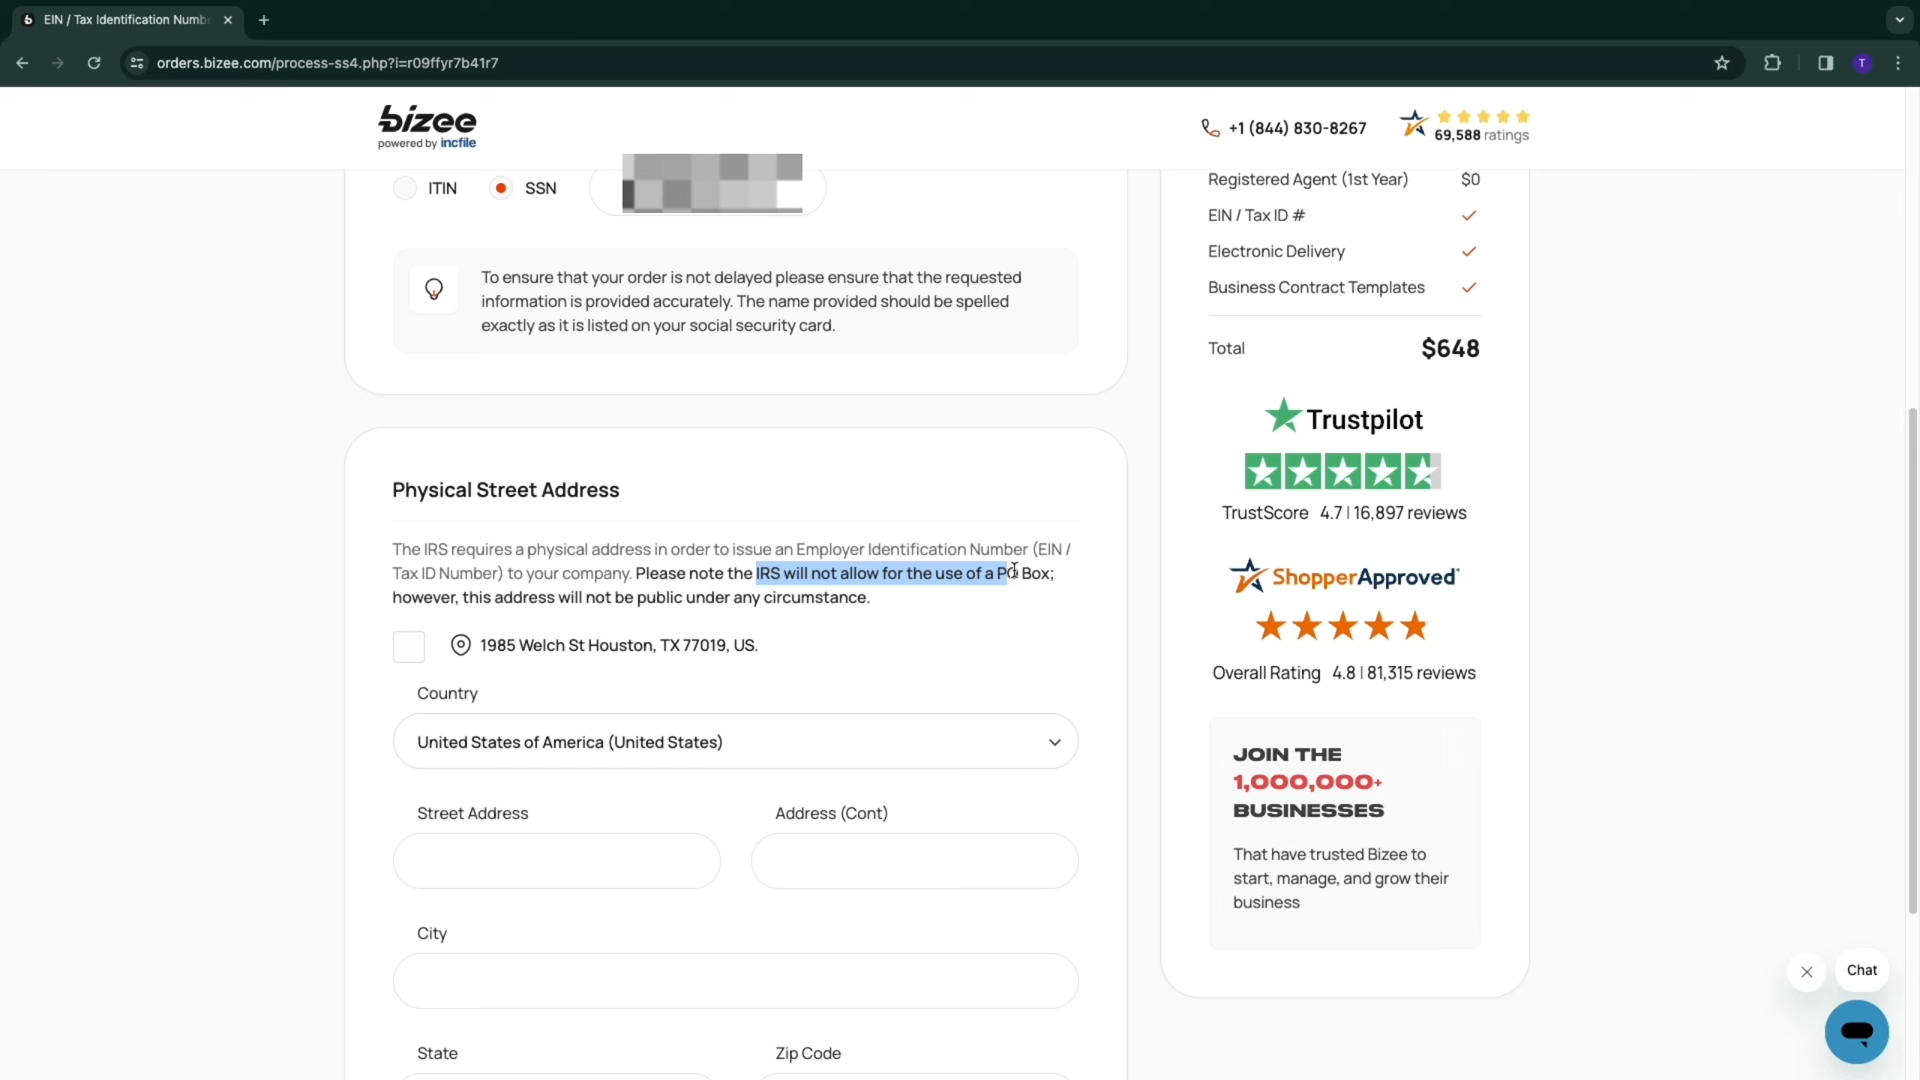 EIN / Tax Identification Numb
orders.bizee.com/process-ss4.php?i=r09ffyr7b41r7
T
bizee
powered by incfile
+1 (844) 830-8267
69,588 ratings
ITIN
SSN
To ensure that your order is not delayed please ensure that the requested
information is provided accurately. The name provided should be spelled
exactly as it is listed on your social security card.
Physical Street Address
The IRS requires a physical address in order to issue an Employer Identification Number (EIN /
Tax ID Number) to your company. Please note the IRS will not allow for the use of a PO Box;
however, this address will not be public under any circumstance.
1985 Welch St Houston, TX 77019, US.
Country
United States of America (United States)
Street Address
Address (Cont)
City
State
Zip Code
Registered Agent (1st Year) $0
EIN / Tax ID #
Electronic Delivery
Business Contract Templates
Total $648
Trustpilot
TrustScore 4.7 | 16,897 reviews
ShopperApproved
Overall Rating 4.8 | 81,315 reviews
JOIN THE
1,000,000+
BUSINESSES
That have trusted Bizee to
start, manage, and grow their
business
Chat